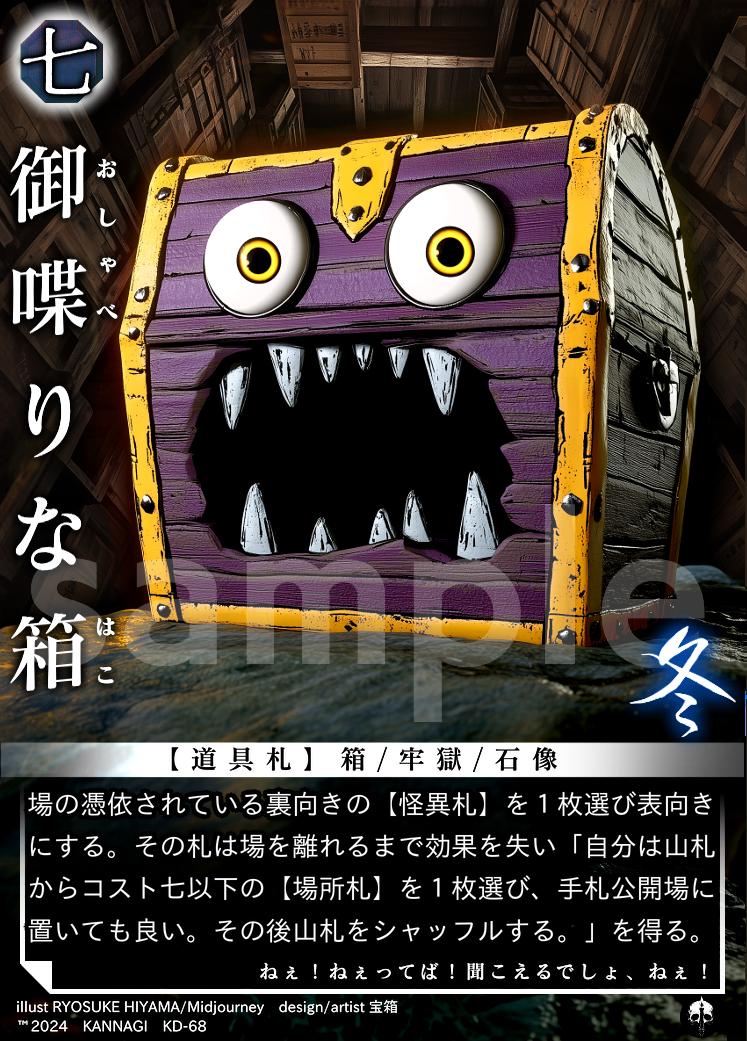 七
御喋りな箱
おしゃべ
はこ
sample
冬
【道具札】箱/牢獄/石像
場の憑依されている裏向きの【怪異札】を１枚選び表向き
にする。その札は場を離れるまで効果を失い「自分は山札
からコスト七以下の【場所札】を１枚選び、手札公開場に
置いても良い。その後山札をシャッフルする。」を得る。
ねぇ！ねぇってば！聞こえるでしょ、ねぇ！
illust RYOSUKE HIYAMA/Midjourney　design/artist 宝箱
™2024　KANNAGI　KD-68